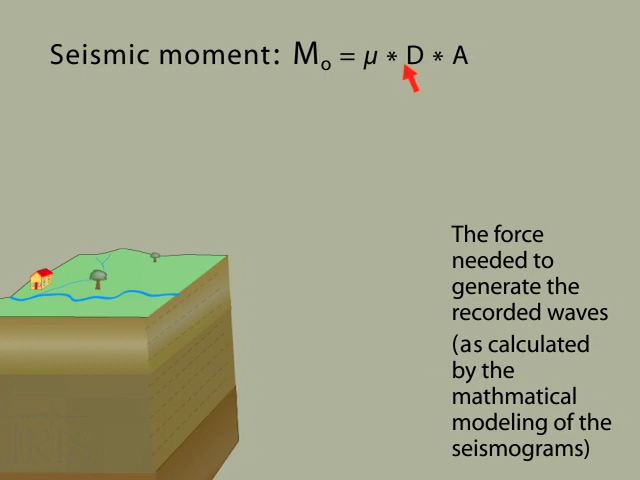 Seismic moment: Mₒ = μ * D * A
The force
needed to
generate the
recorded waves
(as calculated
by the
mathmatical
modeling of the
seismograms)
IRIS